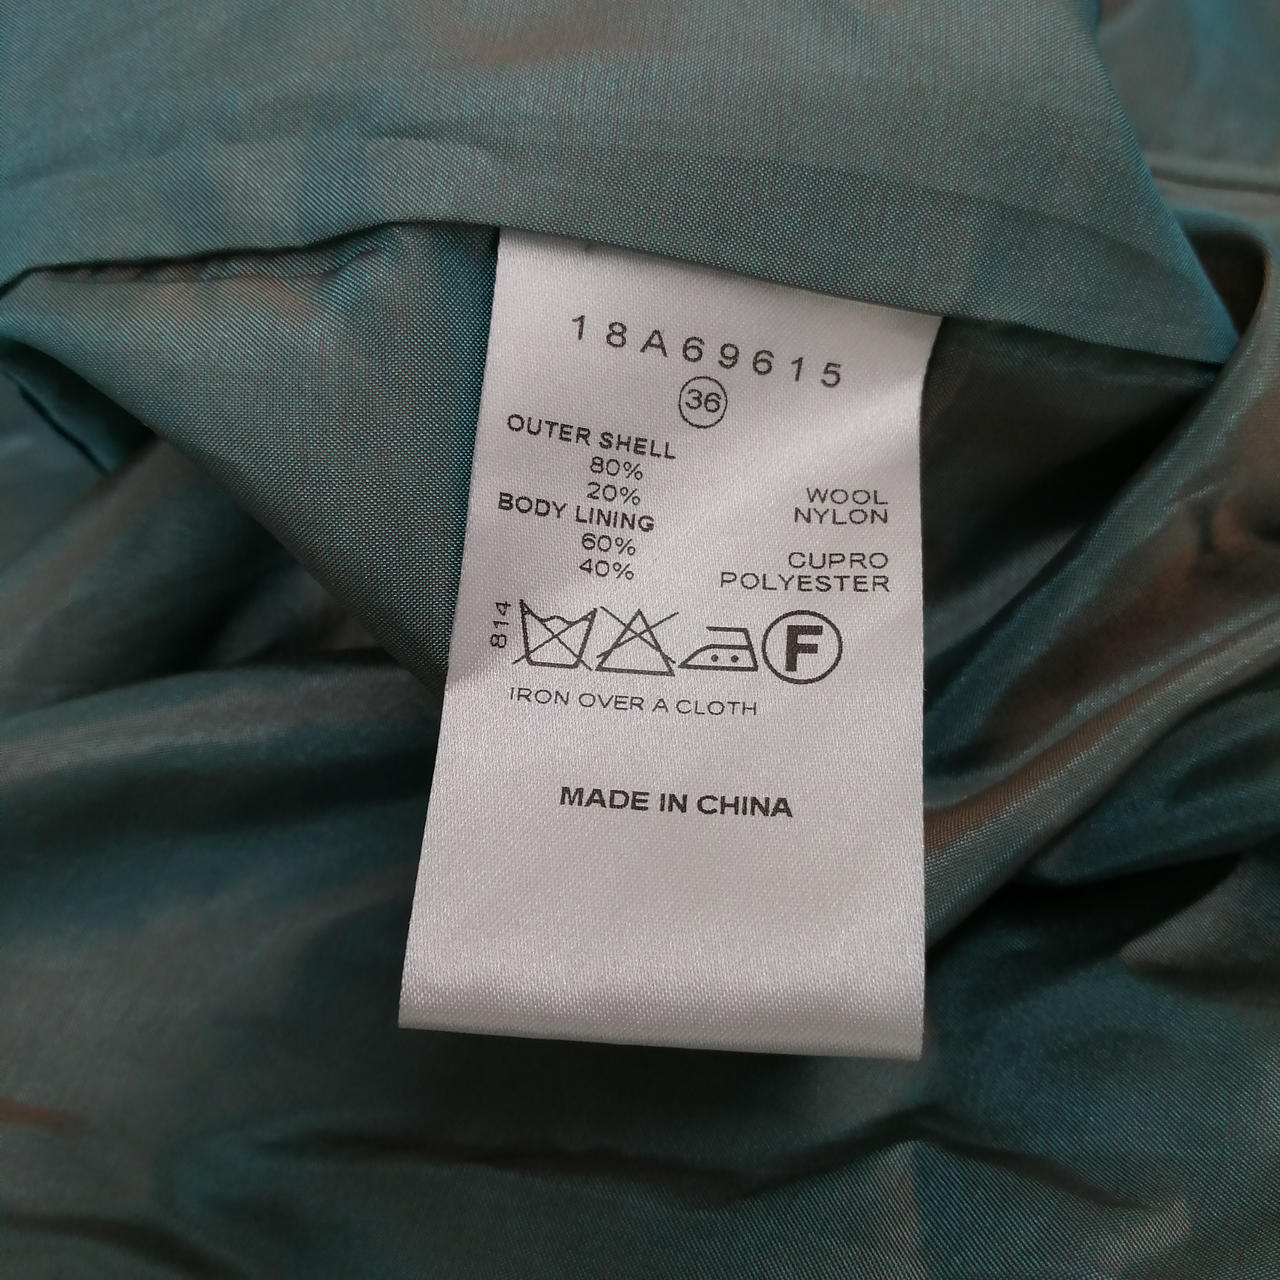 18A69615
36
OUTER SHELL
80% WOOL
20% NYLON
BODY LINING
60% CUPRO
40% POLYESTER
814
F
IRON OVER A CLOTH
MADE IN CHINA